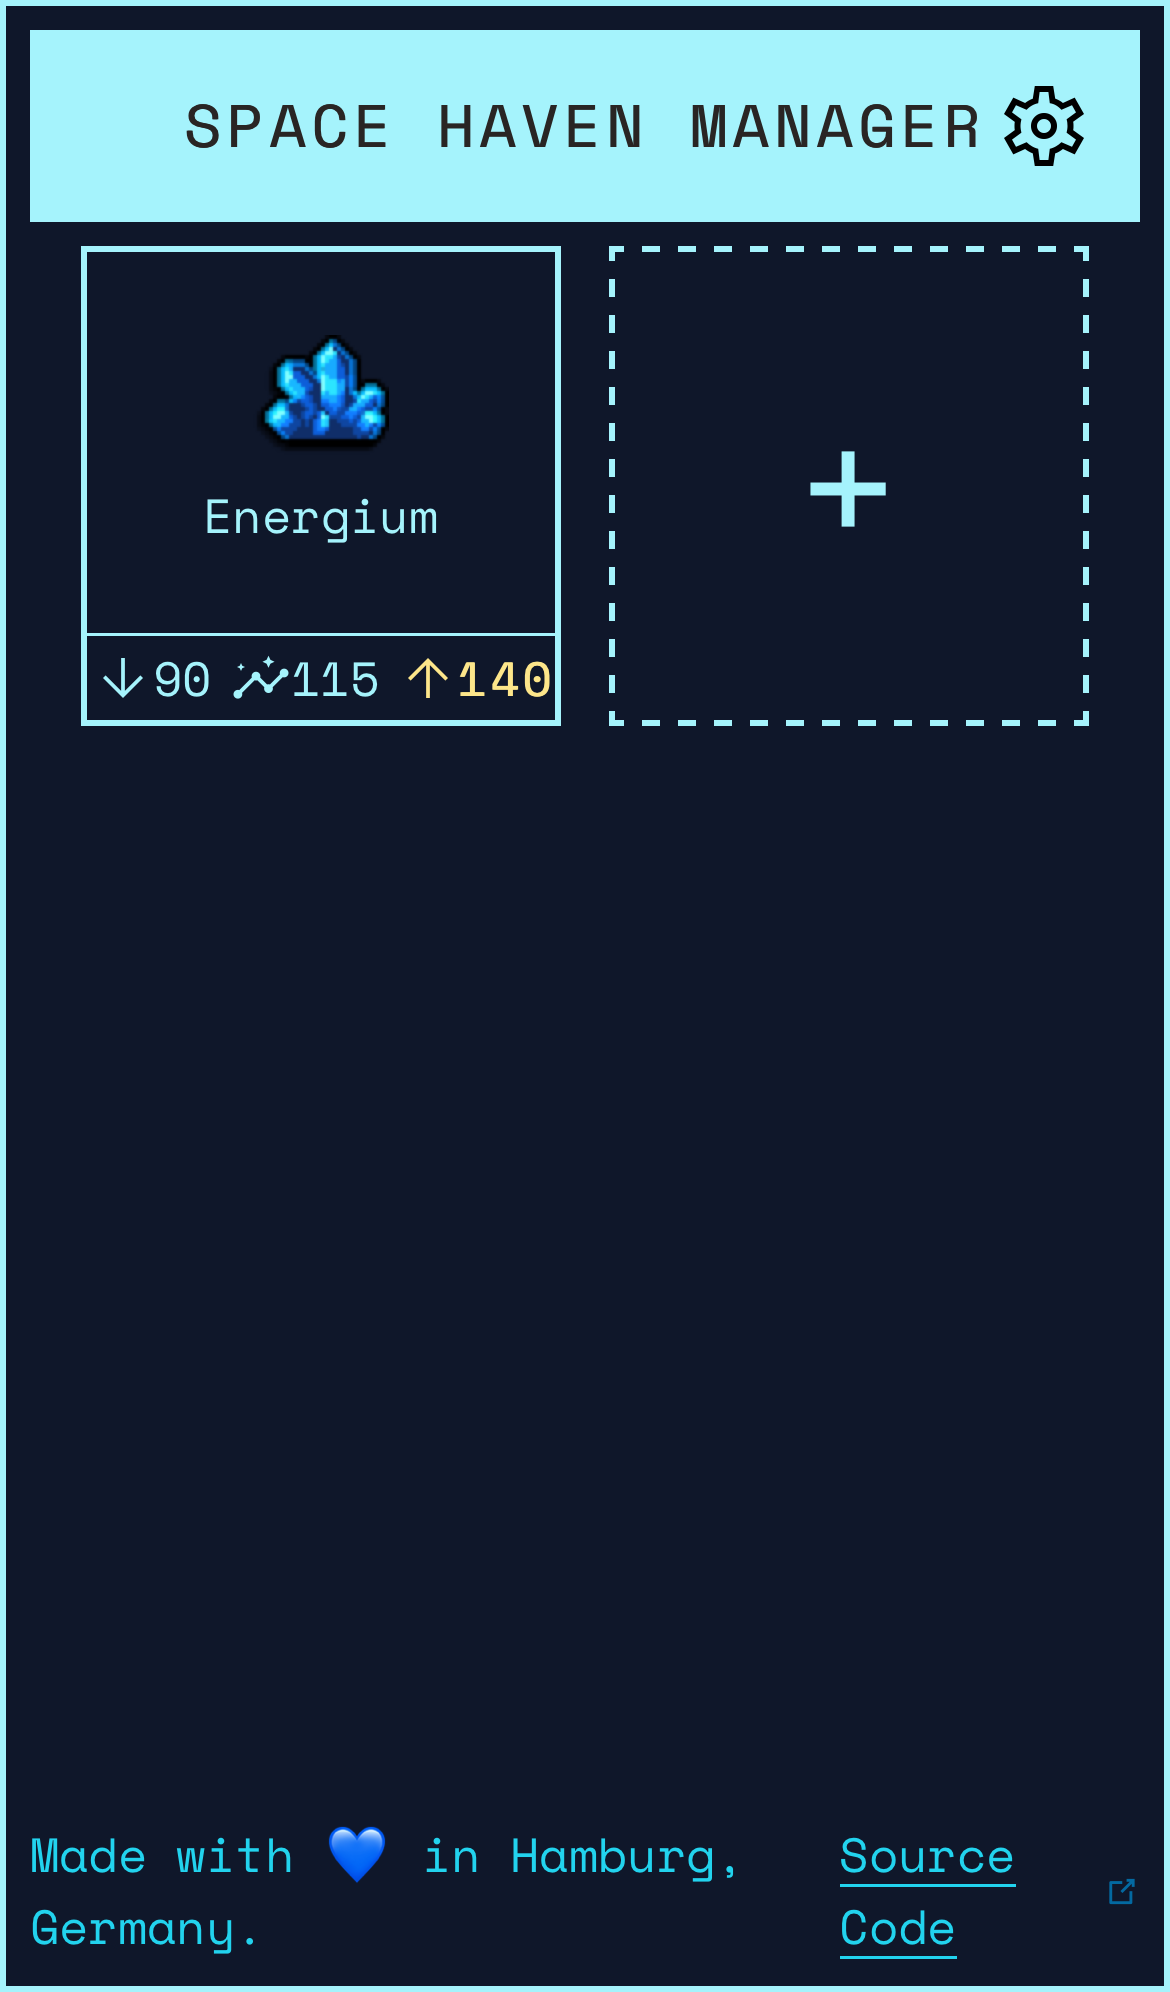 SPACE HAVEN MANAGER
Energium
90 115 140
Made with 💙 in Hamburg,
Germany.
Source
Code